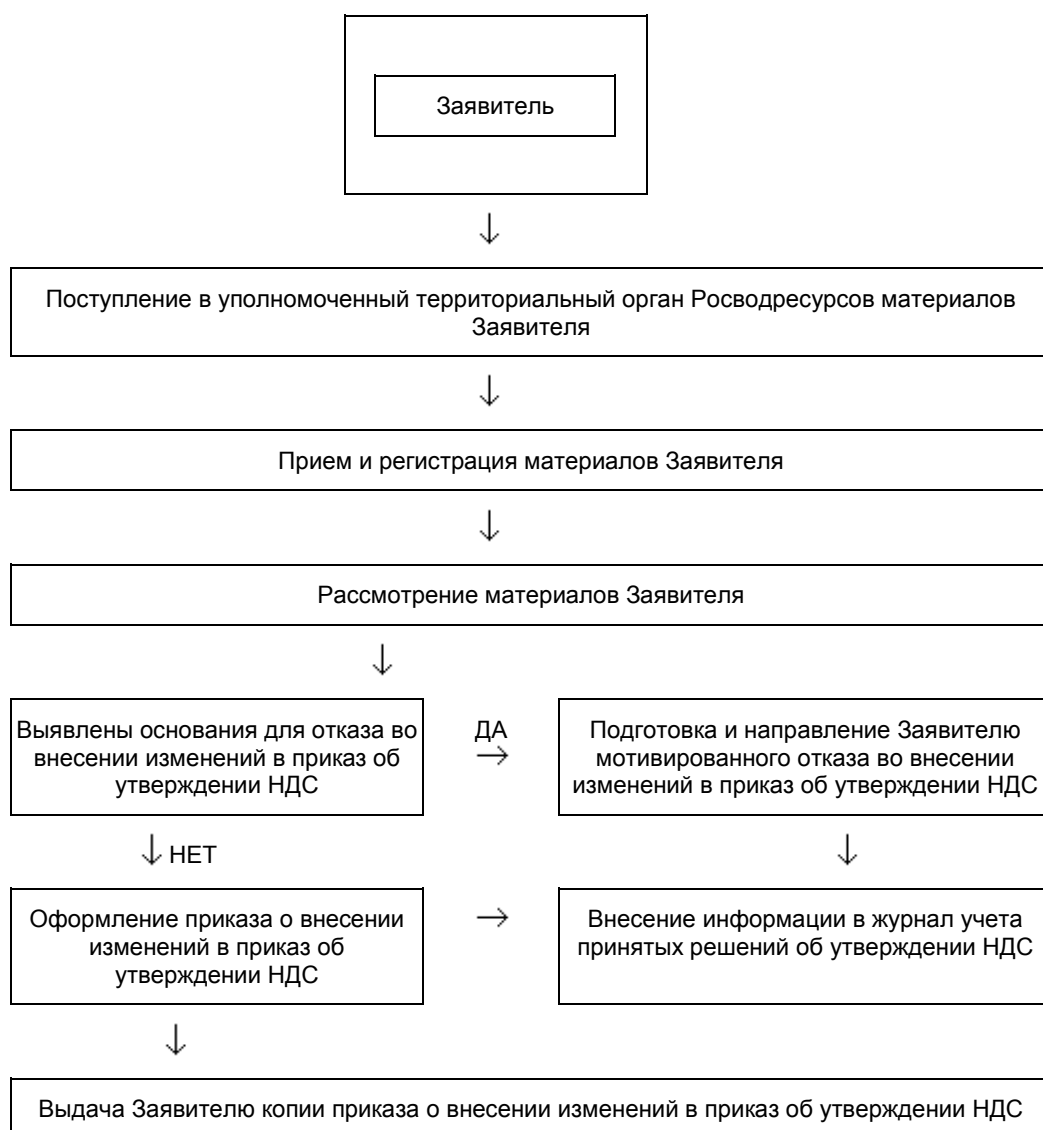 Заявитель
Поступление в уполномоченный территориальный орган Росводресурсов материалов
Заявителя
Прием и регистрация материалов Заявителя
Рассмотрение материалов Заявителя
Выявлены основания для отказа во
внесении изменений в приказ об
утверждении НДС
ДА
Подготовка и направление Заявителю
мотивированного отказа во внесении
изменений в приказ об утверждении НДС
НЕТ
Оформление приказа о внесении
изменений в приказ об
утверждении НДС
Внесение информации в журнал учета
принятых решений об утверждении НДС
Выдача Заявителю копии приказа о внесении изменений в приказ об утверждении НДС